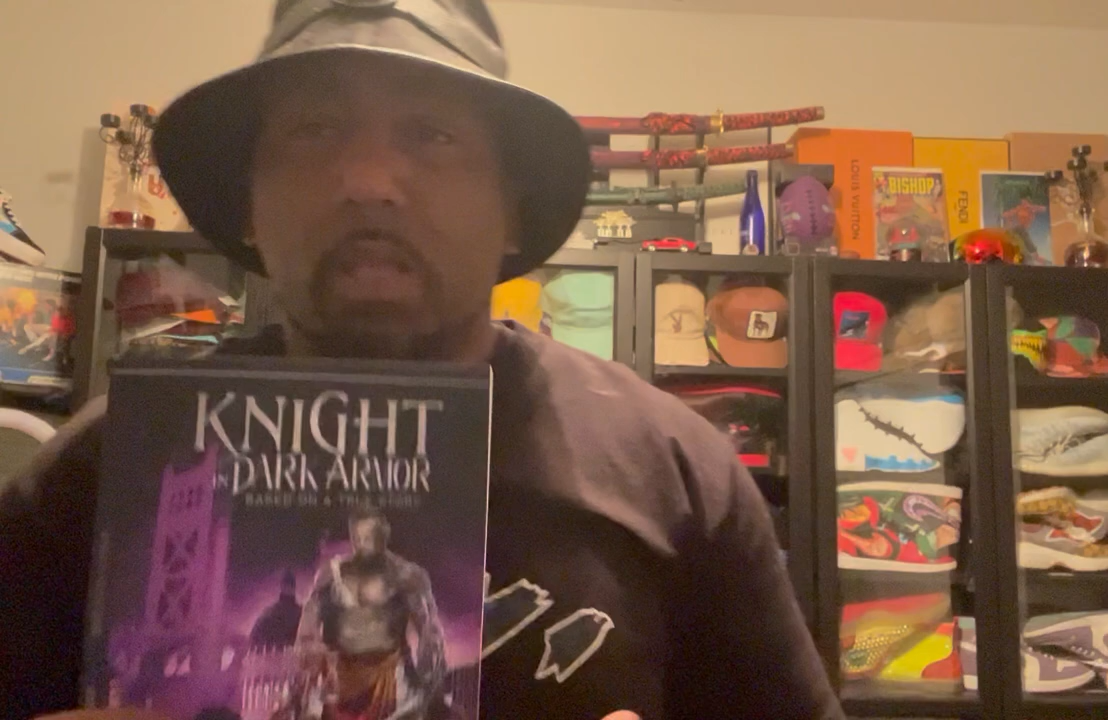 BISHOP
LOUIS VUITTON
FENDI
KNIGHT
IN DARK ARMOR
BASED ON A TRUE STORY